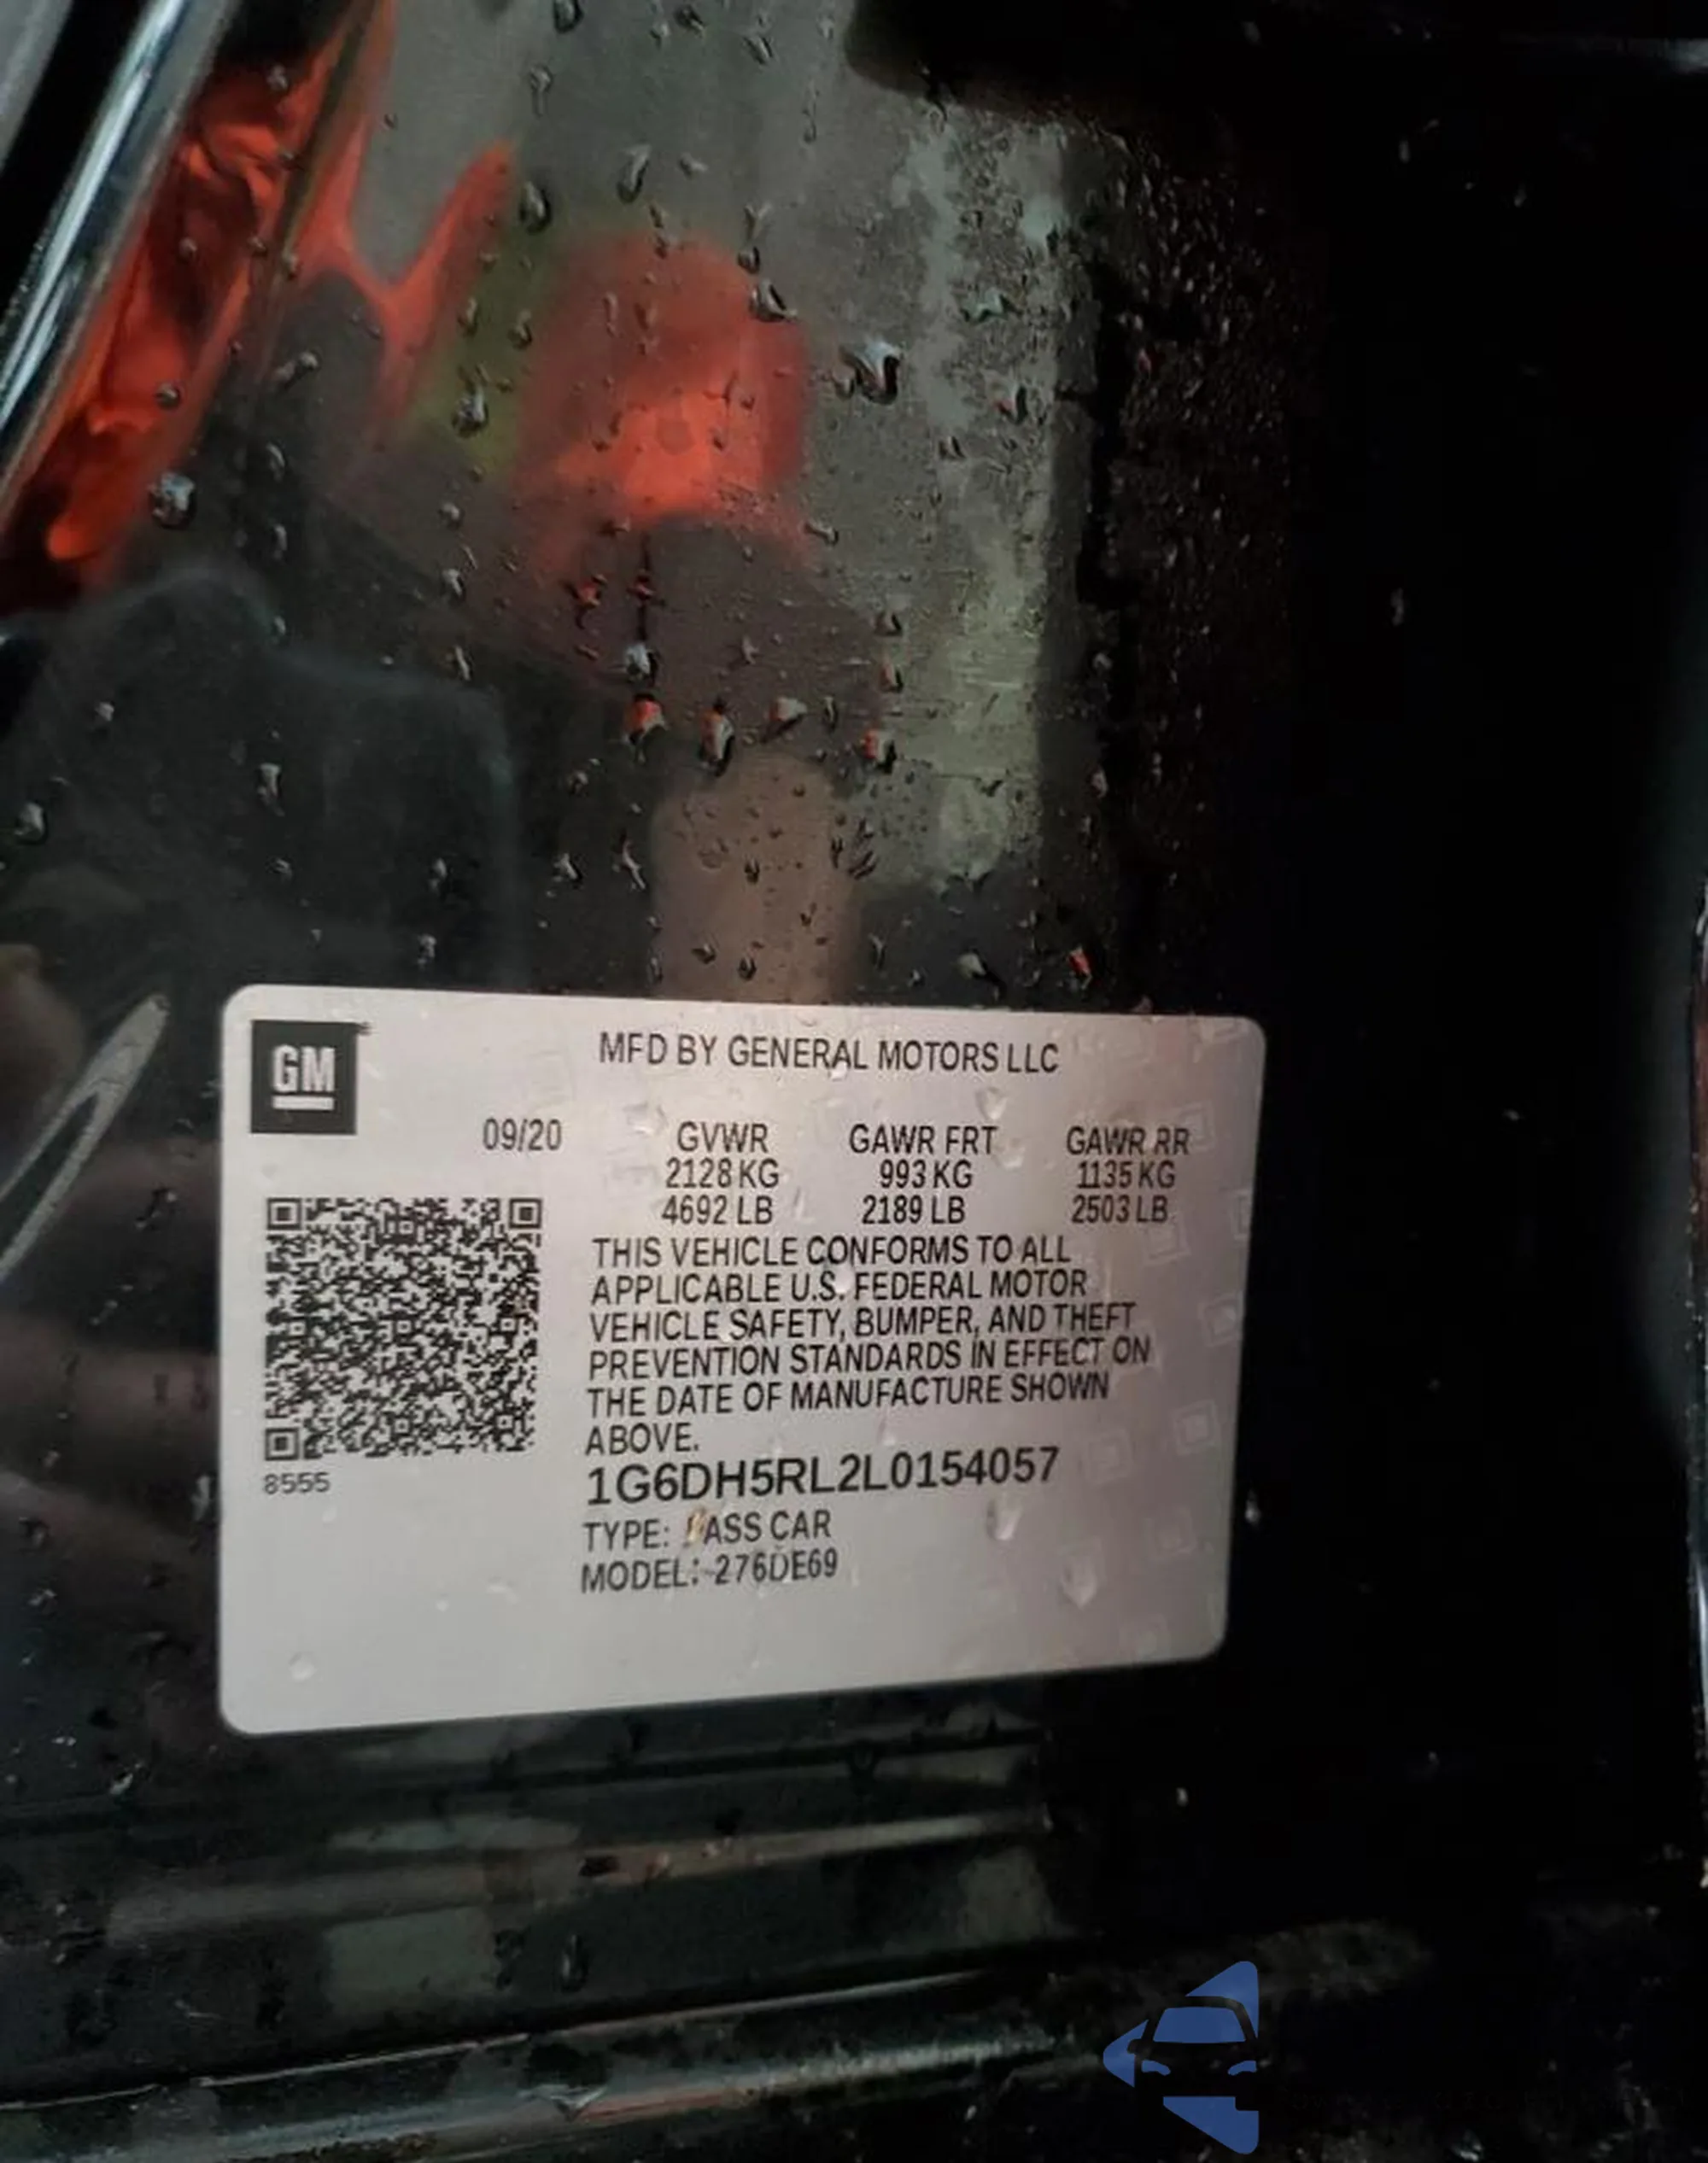 GM
MFD BY GENERAL MOTORS LLC
09/20 GVWR GAWR FRT GAWR RR
2128 KG 993 KG 1135 KG
4692 LB 2189 LB 2503 LB
THIS VEHICLE CONFORMS TO ALL
APPLICABLE U.S. FEDERAL MOTOR
VEHICLE SAFETY, BUMPER, AND THEFT
PREVENTION STANDARDS IN EFFECT ON
THE DATE OF MANUFACTURE SHOWN
ABOVE.
8555
1G6DH5RL2L0154057
TYPE: PASS CAR
MODEL: 276DE69